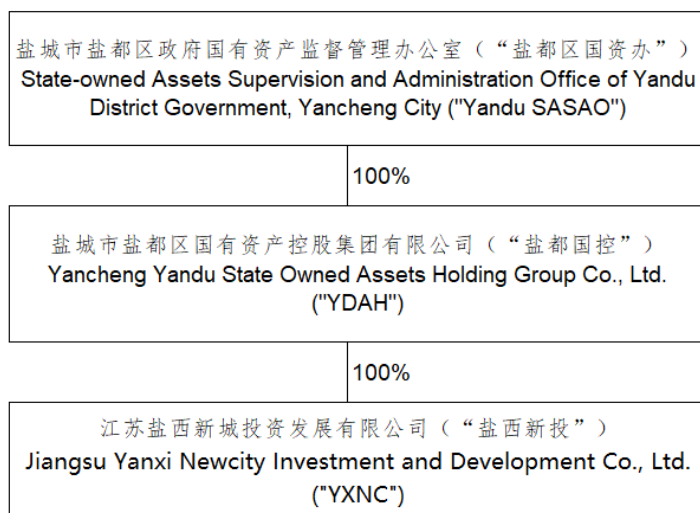 盐城市盐都区政府国有资产监督管理办公室（“盐都区国资办”）
State-owned Assets Supervision and Administration Office of Yandu
District Government, Yancheng City ("Yandu SASAO")
100%
盐城市盐都区国有资产控股集团有限公司（“盐都国控”）
Yancheng Yandu State Owned Assets Holding Group Co., Ltd.
("YDAH")
100%
江苏盐西新城投资发展有限公司（“盐西新投”）
Jiangsu Yanxi Newcity Investment and Development Co., Ltd.
("YXNC")